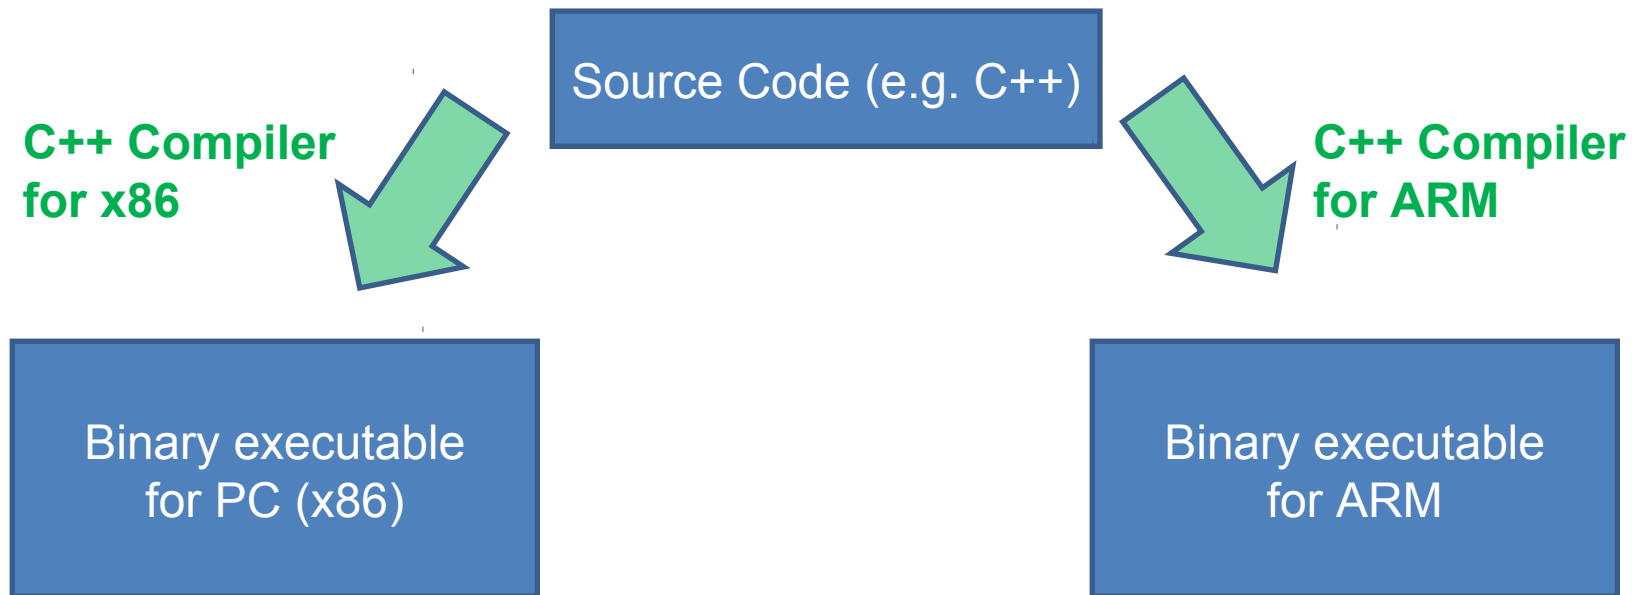 Source Code (e.g. C++)
C++ Compiler
for x86
C++ Compiler
for ARM
Binary executable
for PC (x86)
Binary executable
for ARM